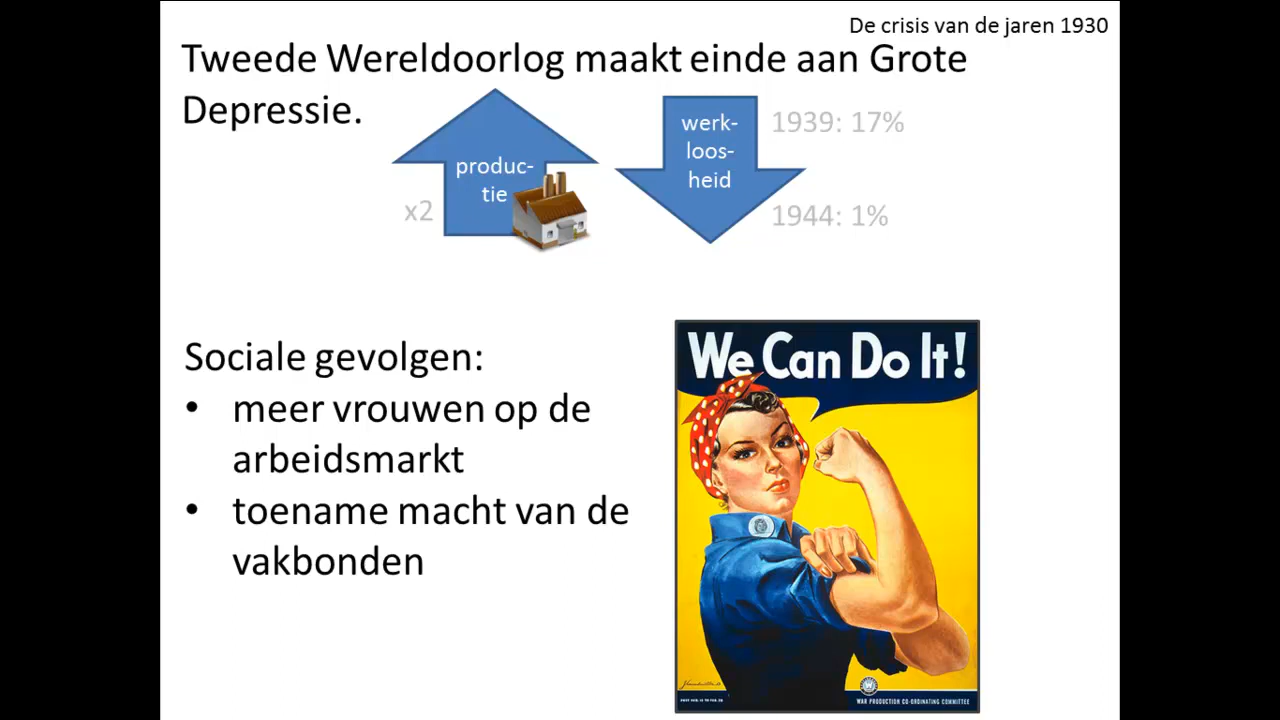 De crisis van de jaren 1930
Tweede Wereldoorlog maakt einde aan Grote
Depressie.
produc-
tie
x2
werk-
loos-
heid
1939: 17%
1944: 1%
Sociale gevolgen:
• meer vrouwen op de
arbeidsmarkt
• toename macht van de
vakbonden
We Can Do It!
WAR PRODUCTION CO-ORDINATING COMMITTEE